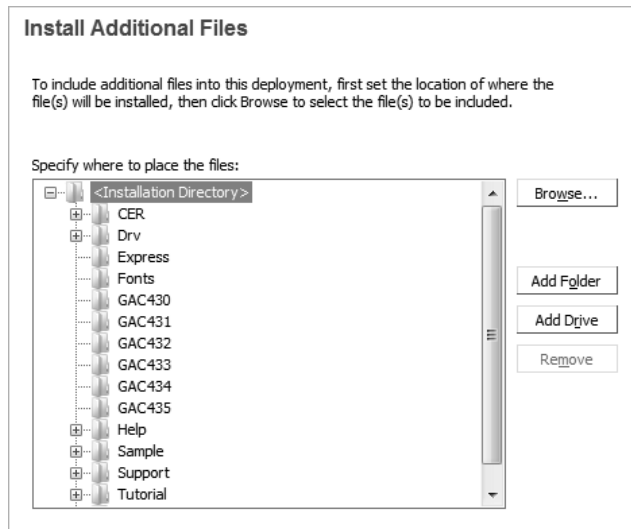 Install Additional Files
To include additional files into this deployment, first set the location of where the
file(s) will be installed, then click Browse to select the file(s) to be included.
Specify where to place the files:
<Installation Directory>
CER
Drv
Express
Fonts
GAC430
GAC431
GAC432
GAC433
GAC434
GAC435
Help
Sample
Support
Tutorial
Browse...
Add Folder
Add Drive
Remove